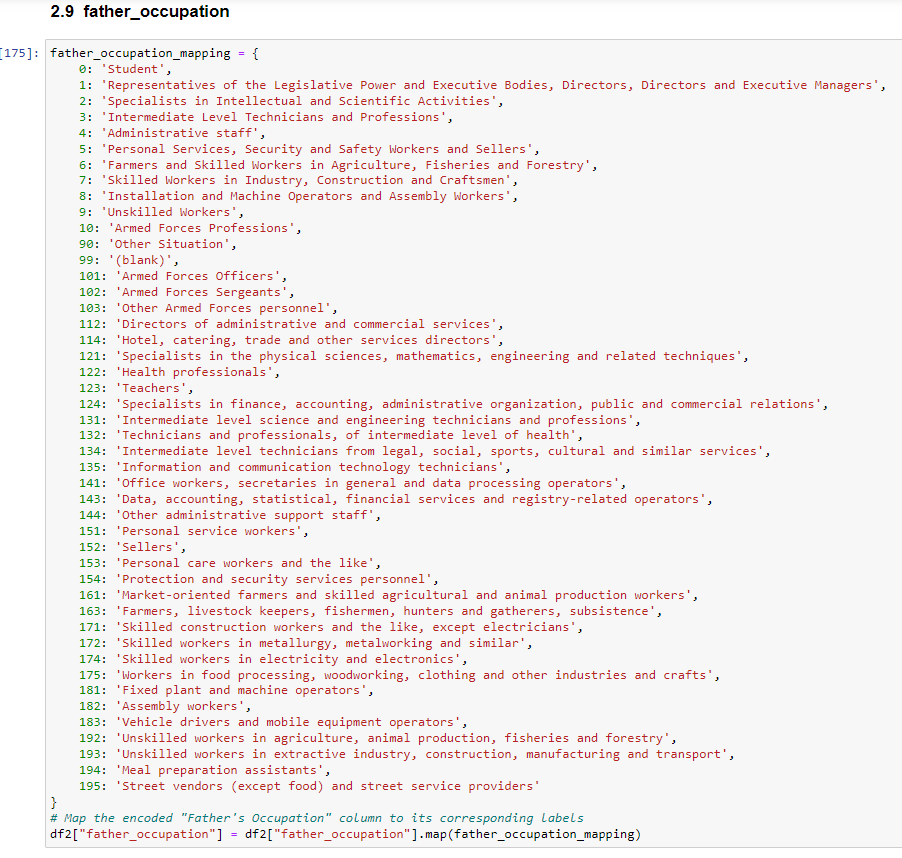 2.9 father_occupation
[175]: father_occupation_mapping = {
0: 'Student',
1: 'Representatives of the Legislative Power and Executive Bodies, Directors, Directors and Executive Managers',
2: 'Specialists in Intellectual and Scientific Activities',
3: 'Intermediate Level Technicians and Professions',
4: 'Administrative staff',
5: 'Personal Services, Security and Safety Workers and Sellers',
6: 'Farmers and Skilled Workers in Agriculture, Fisheries and Forestry',
7: 'Skilled Workers in Industry, Construction and Craftsmen',
8: 'Installation and Machine Operators and Assembly Workers',
9: 'Unskilled Workers',
10: 'Armed Forces Professions',
90: 'Other Situation',
99: '(blank)',
101: 'Armed Forces Officers',
102: 'Armed Forces Sergeants',
103: 'Other Armed Forces personnel',
112: 'Directors of administrative and commercial services',
114: 'Hotel, catering, trade and other services directors',
121: 'Specialists in the physical sciences, mathematics, engineering and related techniques',
122: 'Health professionals',
123: 'Teachers',
124: 'Specialists in finance, accounting, administrative organization, public and commercial relations',
131: 'Intermediate level science and engineering technicians and professions',
132: 'Technicians and professionals, of intermediate level of health',
134: 'Intermediate level technicians from legal, social, sports, cultural and similar services',
135: 'Information and communication technology technicians',
141: 'Office workers, secretaries in general and data processing operators',
143: 'Data, accounting, statistical, financial services and registry-related operators',
144: 'Other administrative support staff',
151: 'Personal service workers',
152: 'Sellers',
153: 'Personal care workers and the like',
154: 'Protection and security services personnel',
161: 'Market-oriented farmers and skilled agricultural and animal production workers',
163: 'Farmers, livestock keepers, fishermen, hunters and gatherers, subsistence',
171: 'Skilled construction workers and the like, except electricians',
172: 'Skilled workers in metallurgy, metalworking and similar',
174: 'Skilled workers in electricity and electronics',
175: 'Workers in food processing, woodworking, clothing and other industries and crafts',
181: 'Fixed plant and machine operators',
182: 'Assembly workers',
183: 'Vehicle drivers and mobile equipment operators',
192: 'Unskilled workers in agriculture, animal production, fisheries and forestry',
193: 'Unskilled workers in extractive industry, construction, manufacturing and transport',
194: 'Meal preparation assistants',
195: 'Street vendors (except food) and street service providers'
}
# Map the encoded "Father's Occupation" column to its corresponding labels
df2["father_occupation"] = df2["father_occupation"].map(father_occupation_mapping)